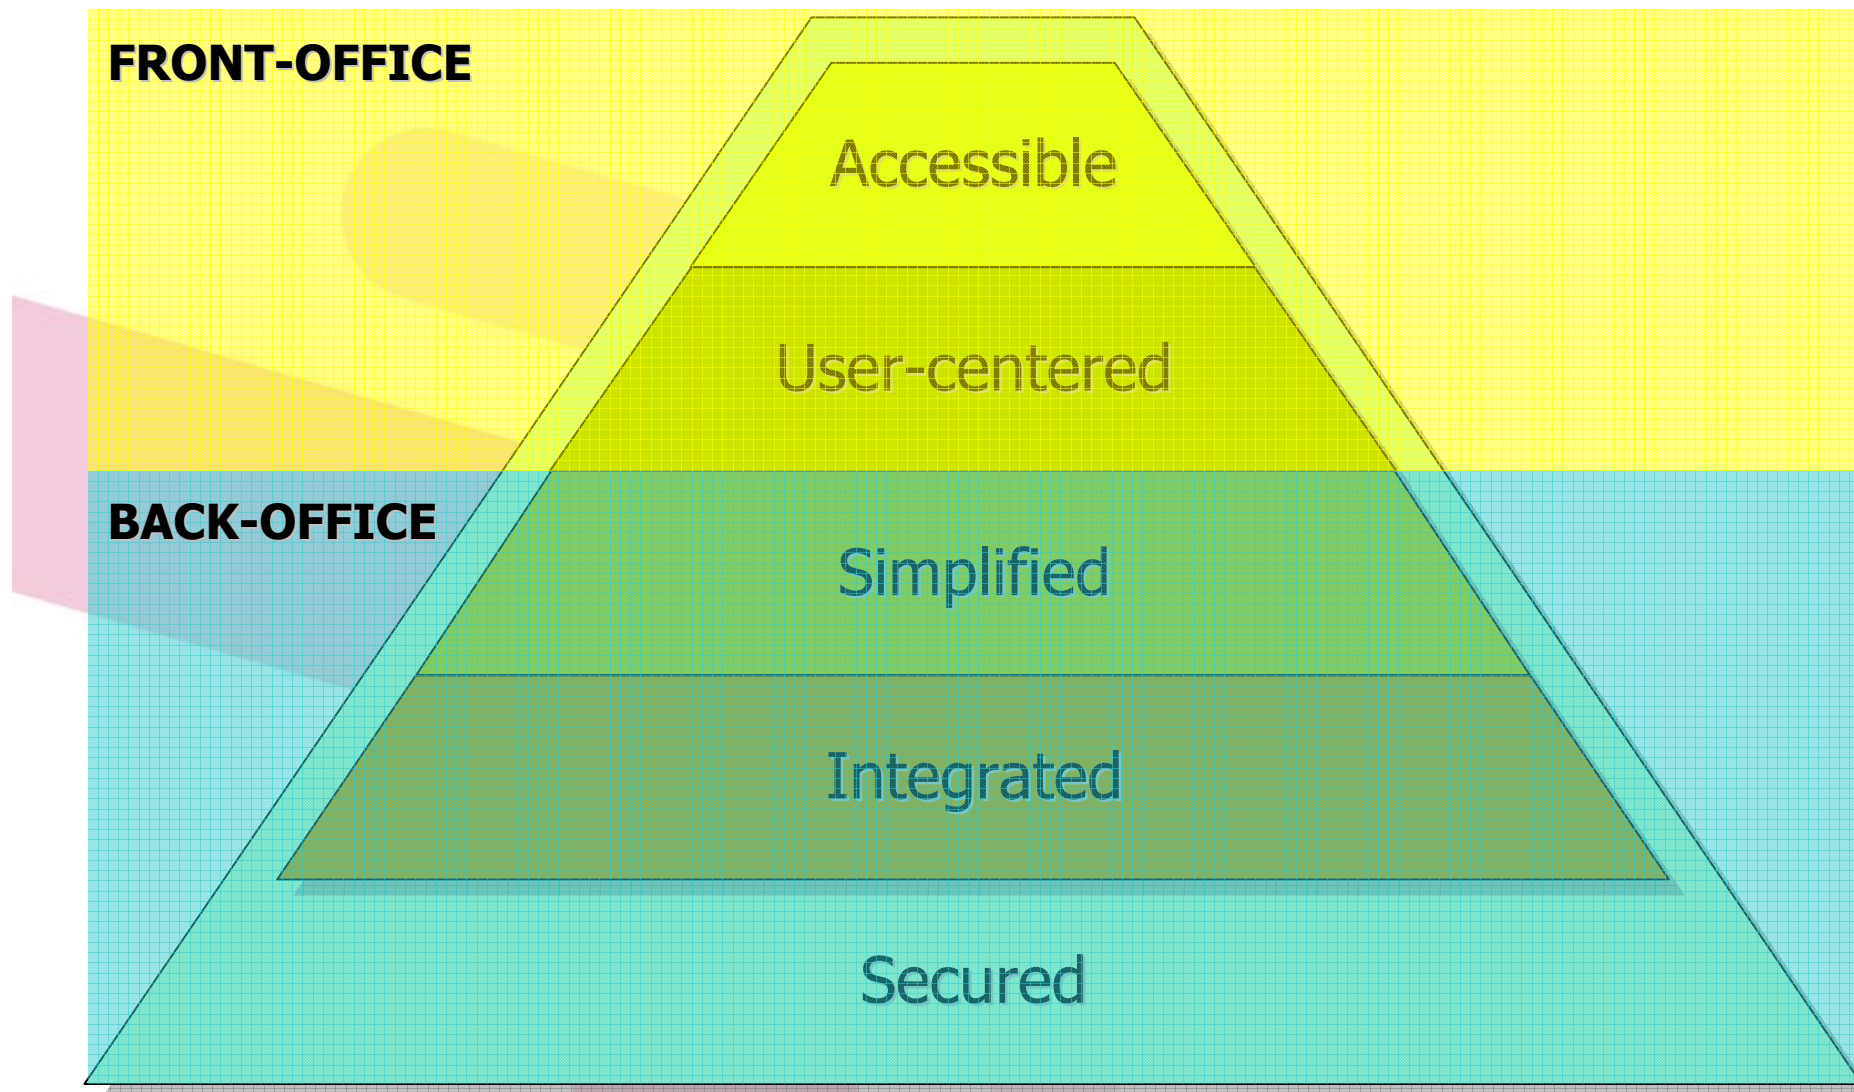 FRONT-OFFICE
Accessible
User-centered
BACK-OFFICE
Simplified
Integrated
Secured